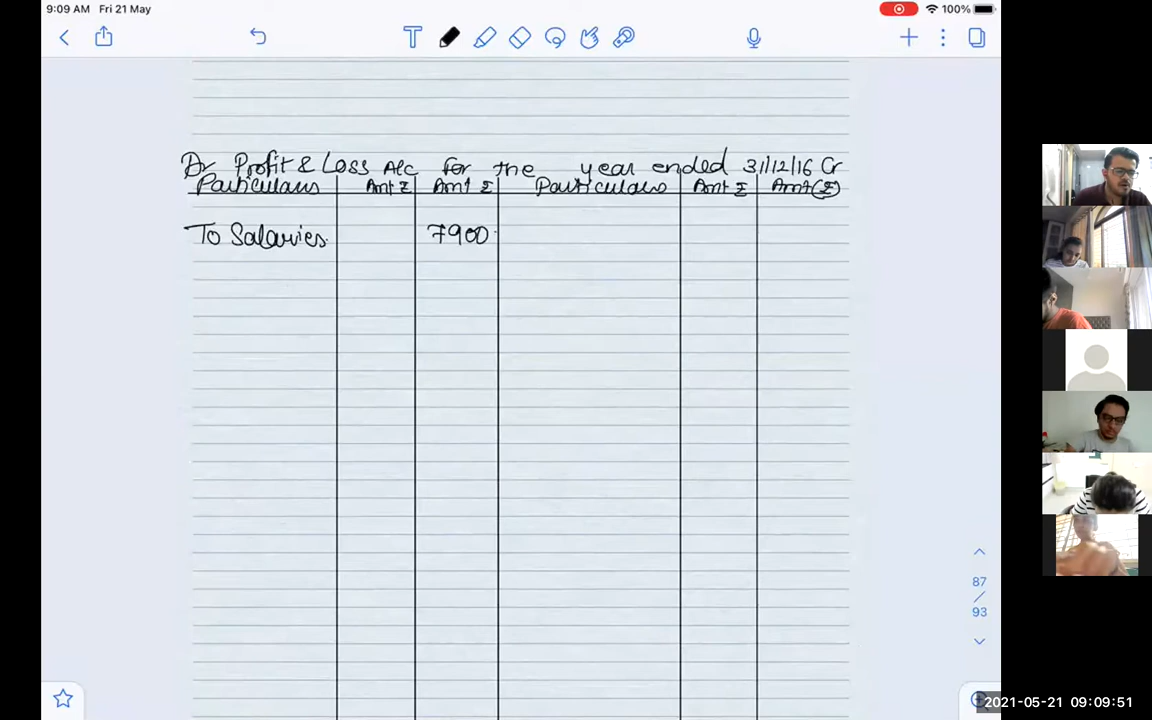 9:09 AM Fri 21 May
100%
T
Dr Profit & Loss A/c for the year ended 31/12/16 Cr
Particulars Amt ₹ Amt ₹ Particulars Amt ₹ Amt (₹)
To Salaries 7900
87
/
93
2021-05-21 09:09:51